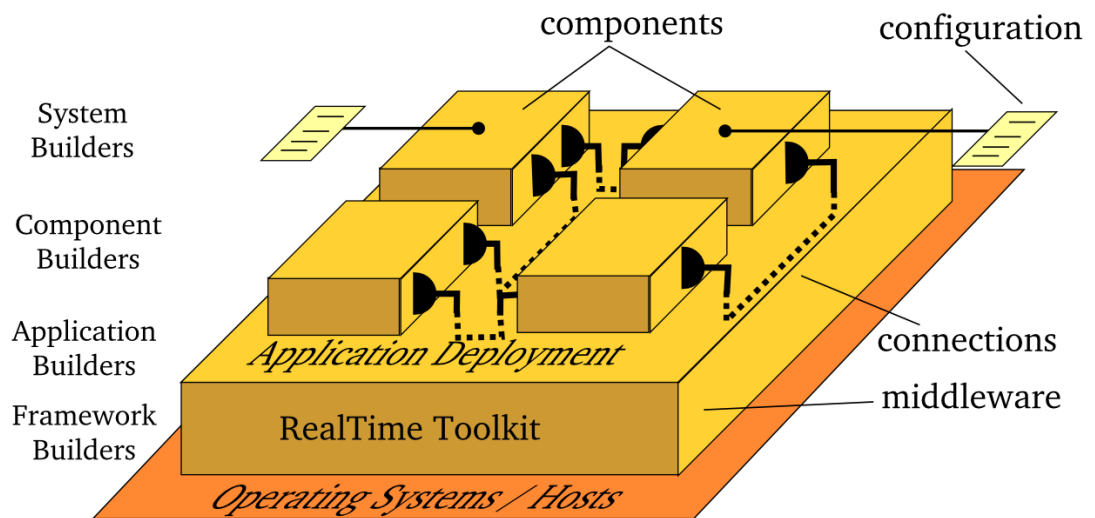 components
configuration
System
Builders
Component
Builders
Application
Builders
Framework
Builders
Application Deployment
connections
middleware
RealTime Toolkit
Operating Systems / Hosts